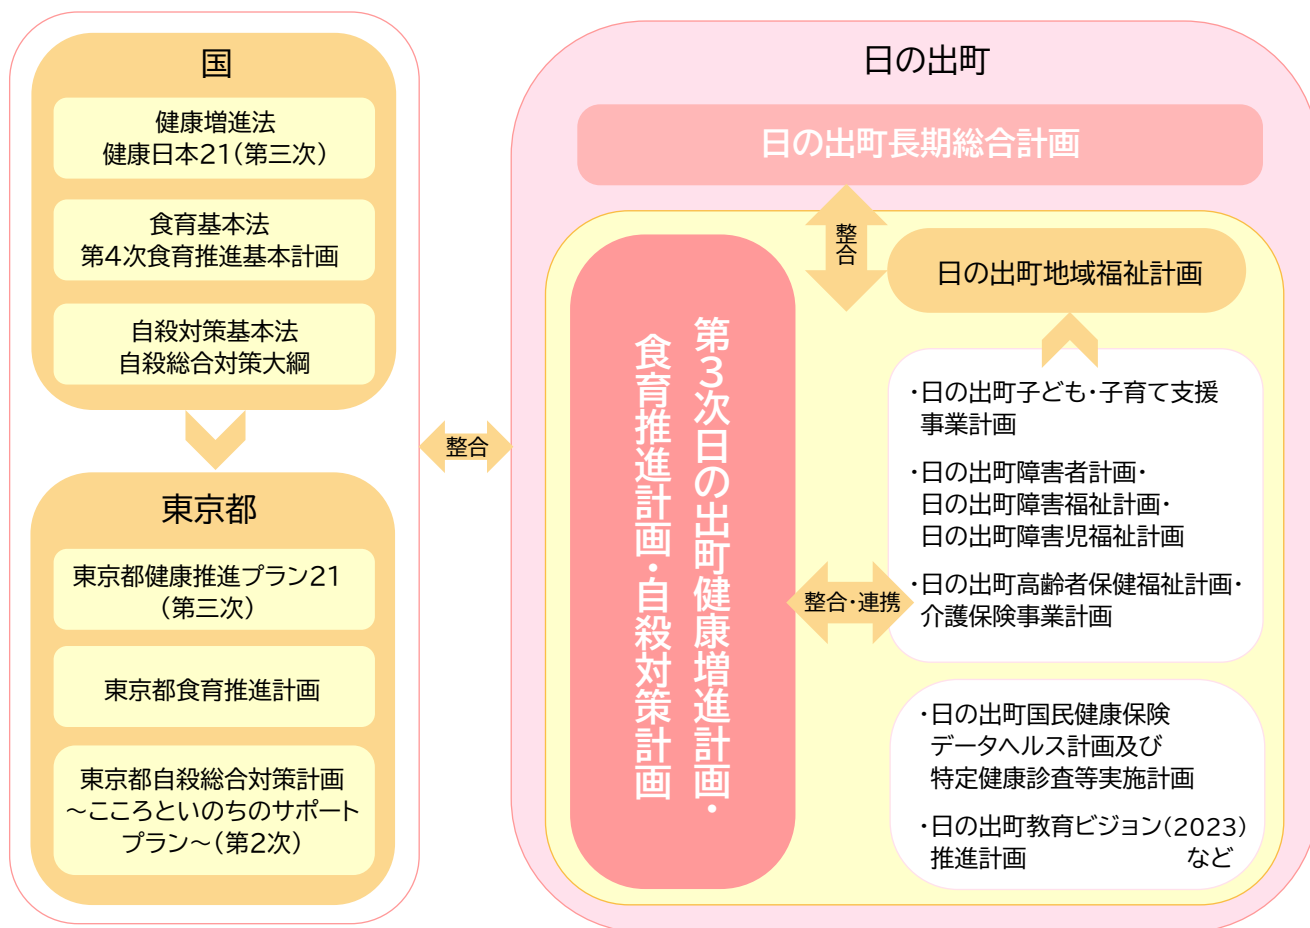 国
健康増進法
健康日本21(第三次)
食育基本法
第4次食育推進基本計画
自殺対策基本法
自殺総合対策大綱
東京都
東京都健康推進プラン21
(第三次)
東京都食育推進計画
東京都自殺総合対策計画
~こころといのちのサポート
プラン~(第2次)
整合
日の出町
日の出町長期総合計画
整合
第3次日の出町健康増進計画・
食育推進計画・自殺対策計画
日の出町地域福祉計画
・日の出町子ども・子育て支援
事業計画
・日の出町障害者計画・
日の出町障害福祉計画・
日の出町障害児福祉計画
・日の出町高齢者保健福祉計画・
介護保険事業計画
整合・連携
・日の出町国民健康保険
データヘルス計画及び
特定健康診査等実施計画
・日の出町教育ビジョン(2023)
推進計画 など